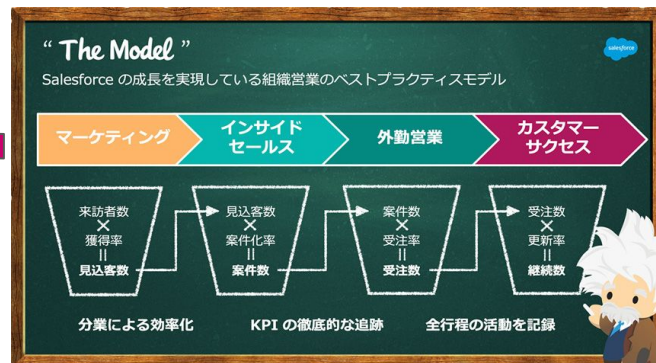 “ The Model ”
salesforce
Salesforce の成長を実現している組織営業のベストプラクティスモデル
マーケティング
インサイド
セールス
外勤営業
カスタマー
サクセス
来訪者数
×
獲得率
||
見込客数
見込客数
×
案件化率
||
案件数
案件数
×
受注率
||
受注数
受注数
×
更新率
||
継続数
分業による効率化
KPI の徹底的な追跡
全行程の活動を記録